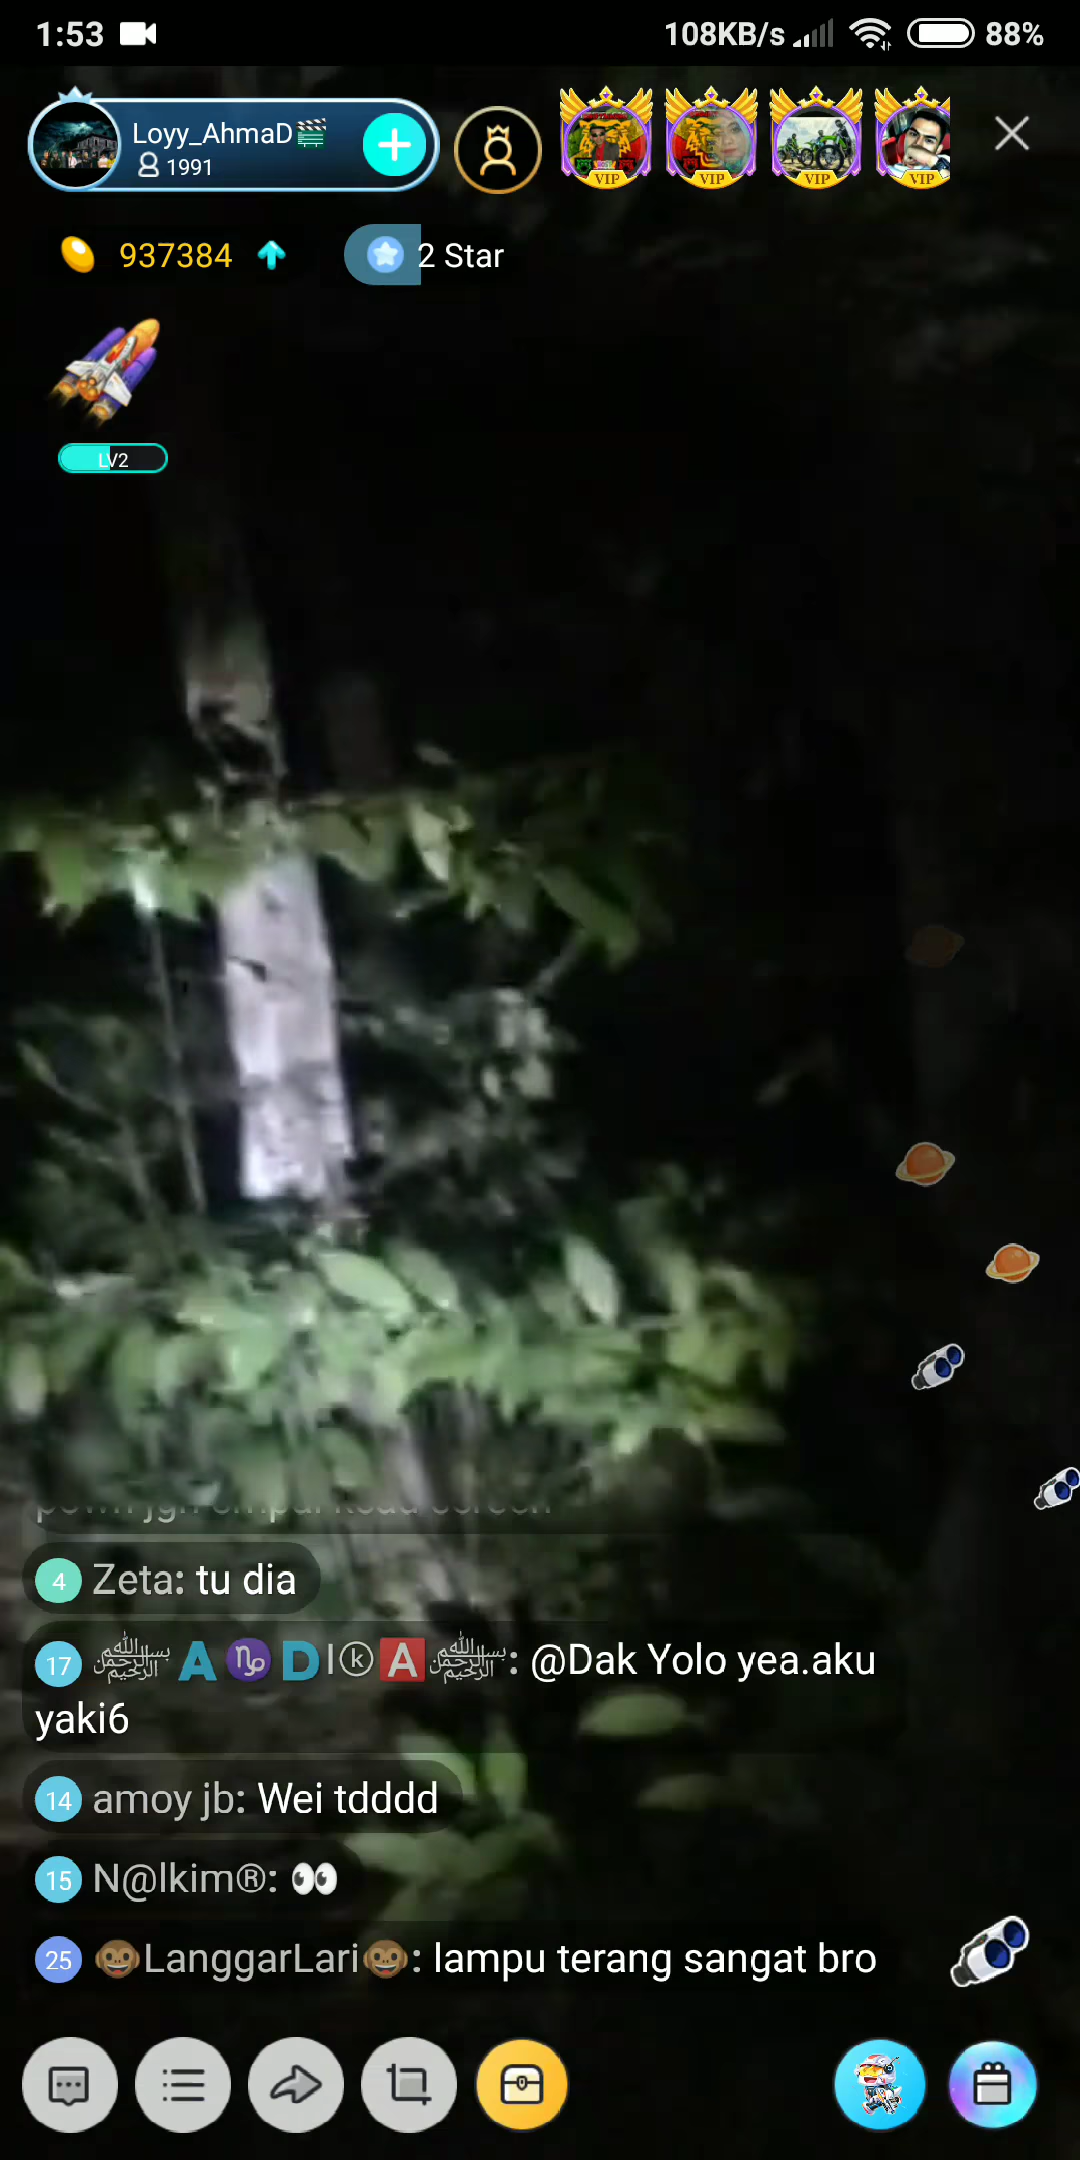 1:53 108KB/s 88%
Loyy_AhmaD🎬
1991
VIP VIP VIP VIP
937384 2 Star
LV2
4 Zeta: tu dia
17 ﷽🅰♑DIⓚ🅰﷽: @Dak Yolo yea.aku
yaki6
14 amoy jb: Wei tdddd
15 N@lkim®: 👀
25 🐵LanggarLari🐵: lampu terang sangat bro